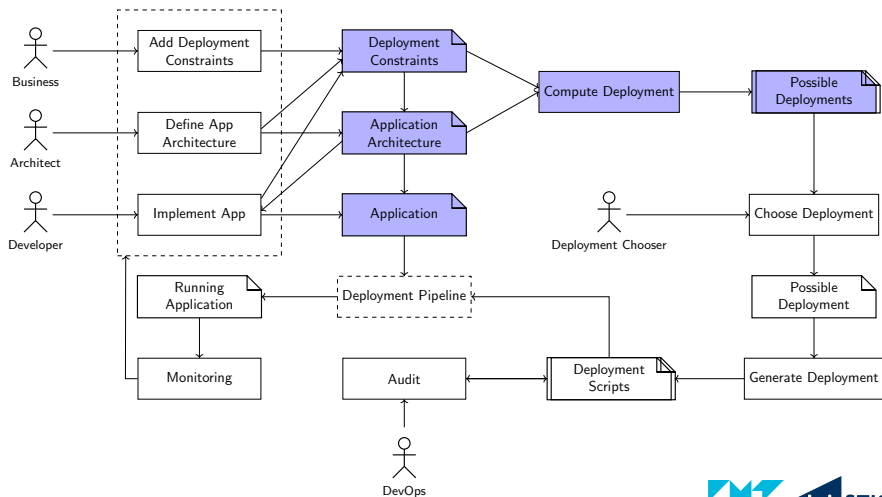 Business
Add Deployment
Constraints
Deployment
Constraints
Compute Deployment
Possible
Deployments
Architect
Define App
Architecture
Application
Architecture
Developer
Implement App
Application
Deployment Chooser
Choose Deployment
Running
Application
Deployment Pipeline
Possible
Deployment
Monitoring
Audit
Deployment
Scripts
Generate Deployment
DevOps